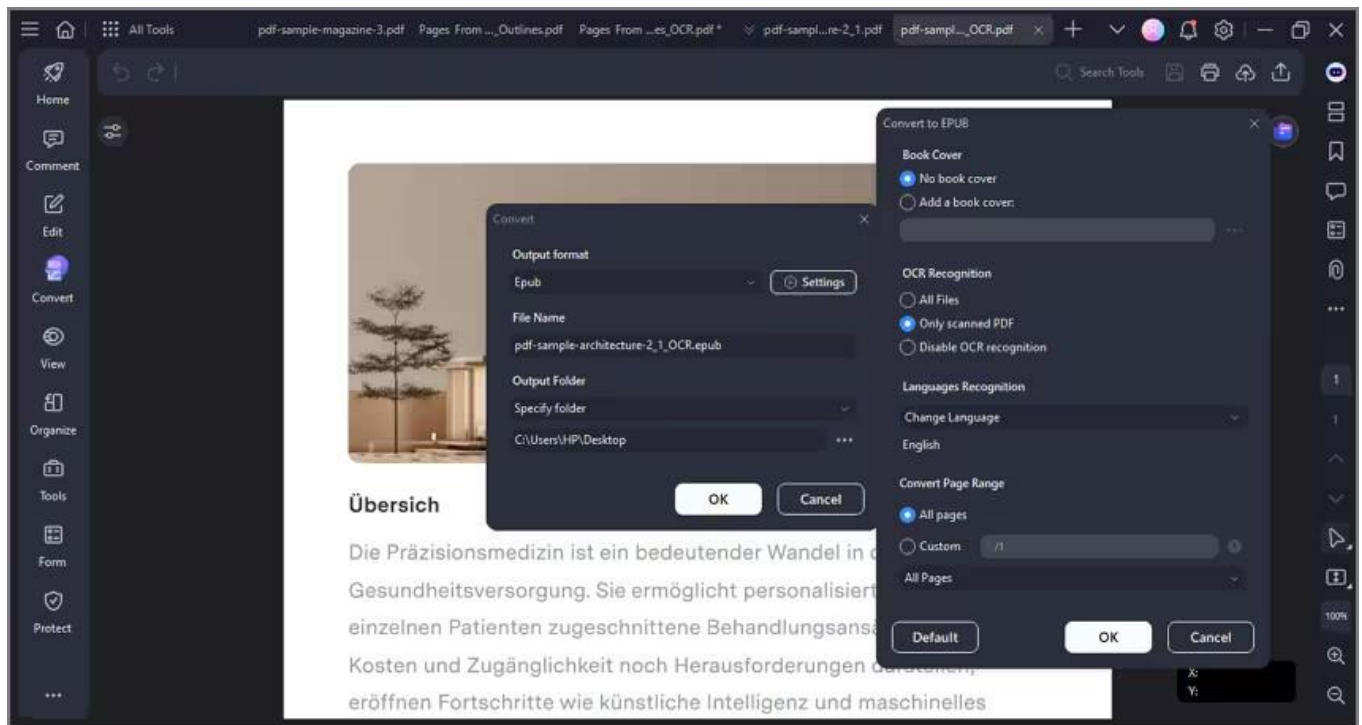 All Tools
pdf-sample-magazine-3.pdf
Pages From ..._Outlines.pdf
Pages From ...es_OCR.pdf *
pdf-sampl...re-2_1.pdf
pdf-sampl..._OCR.pdf
Search Tools
Home
Comment
Edit
Convert
View
Organize
Tools
Form
Protect
Convert
Output format
Epub
Settings
File Name
pdf-sample-architecture-2_1_OCR.epub
Output Folder
Specify folder
C:\Users\HP\Desktop
OK
Cancel
Convert to EPUB
Book Cover
No book cover
Add a book cover:
OCR Recognition
All Files
Only scanned PDF
Disable OCR recognition
Languages Recognition
Change Language
English
Convert Page Range
All pages
Custom
/1
All Pages
Default
OK
Cancel
Übersich
Die Präzisionsmedizin ist ein bedeutender Wandel in
Gesundheitsversorgung. Sie ermöglicht personalisiert
einzelnen Patienten zugeschnittene Behandlungsansä
Kosten und Zugänglichkeit noch Herausforderungen
eröffnen Fortschritte wie künstliche Intelligenz und maschinelles
1
1
100%
X:
Y: